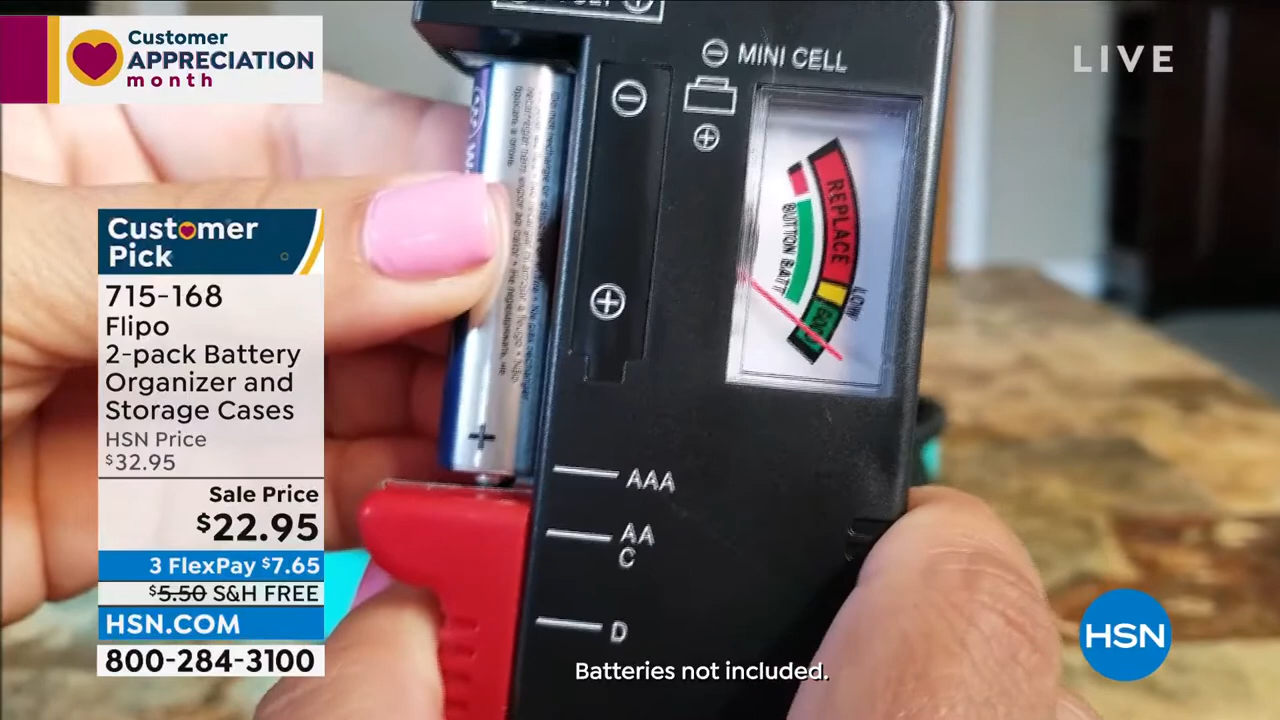 Customer
APPRECIATION
month
LIVE
MINI CELL
REPLACE
BUTTON BATT
LOW
GOOD
AAA
AA
C
D
Customer
Pick
715-168
Flipo
2-pack Battery
Organizer and
Storage Cases
HSN Price
$32.95
Sale Price
$22.95
3 FlexPay $7.65
$5.50 S&H FREE
HSN.COM
800-284-3100
Batteries not included.
HSN